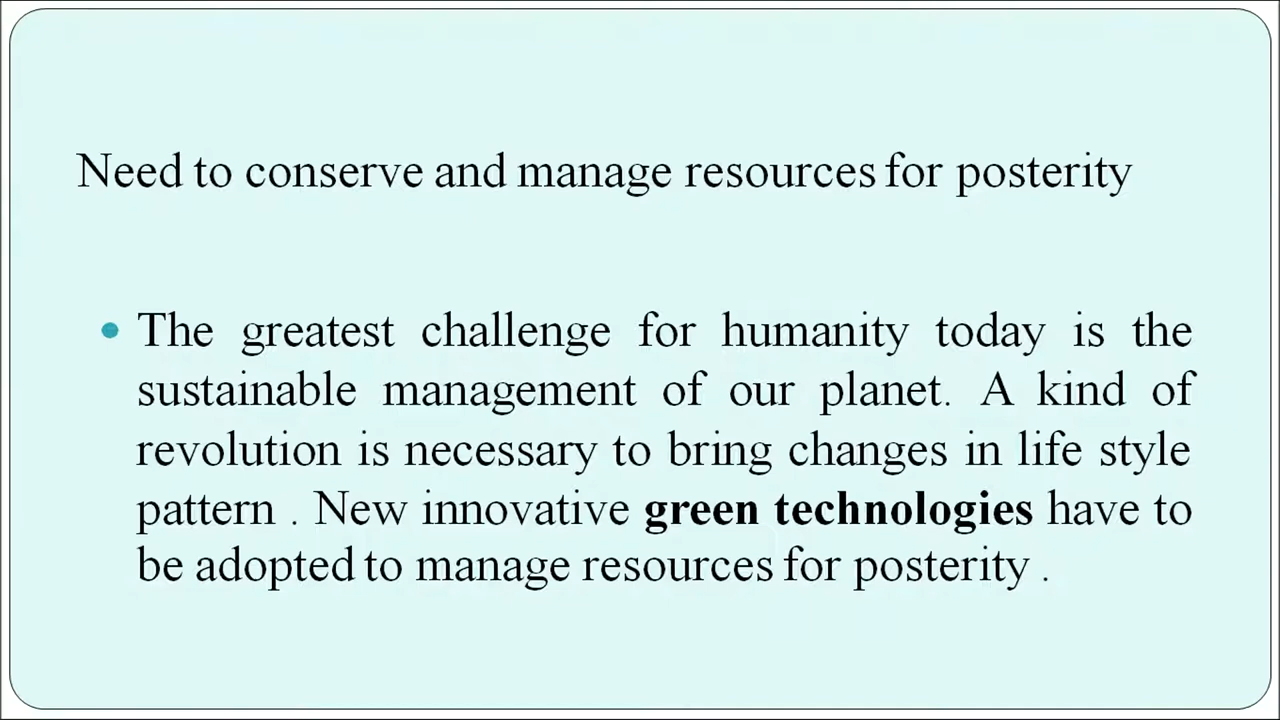 Need to conserve and manage resources for posterity
• The greatest challenge for humanity today is the
sustainable management of our planet. A kind of
revolution is necessary to bring changes in life style
pattern . New innovative green technologies have to
be adopted to manage resources for posterity .